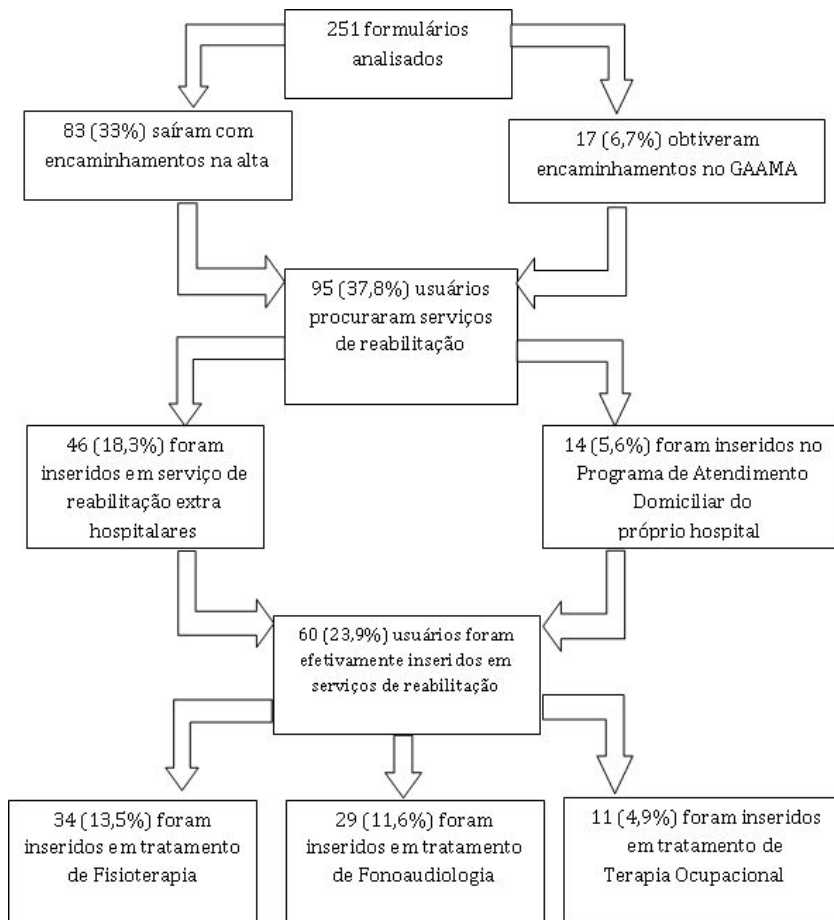 251 formulários
analisados
83 (33%) saíram com
encaminhamentos na alta
17 (6,7%) obtiveram
encaminhamentos no GAAMA
95 (37,8%) usuários
procuraram serviços
de reabilitação
46 (18,3%) foram
inseridos em serviço de
reabilitação extra
hospitalares
14 (5,6%) foram inseridos no
Programa de Atendimento
Domiciliar do
próprio hospital
60 (23,9%) usuários foram
efetivamente inseridos em
serviços de reabilitação
34 (13,5%) foram
inseridos em tratamento
de Fisioterapia
29 (11,6%) foram
inseridos em tratamento
de Fonoaudiologia
11 (4,9%) foram inseridos
em tratamento de
Terapia Ocupacional